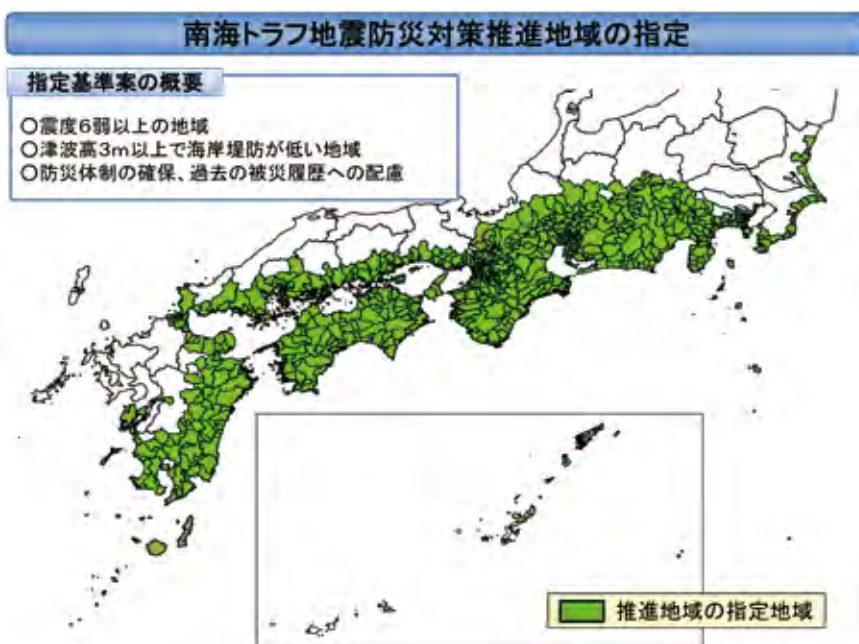 南海トラフ地震防災対策推進地域の指定
指定基準案の概要
○震度6弱以上の地域
○津波高3m以上で海岸堤防が低い地域
○防災体制の確保、過去の被災履歴への配慮
推進地域の指定地域